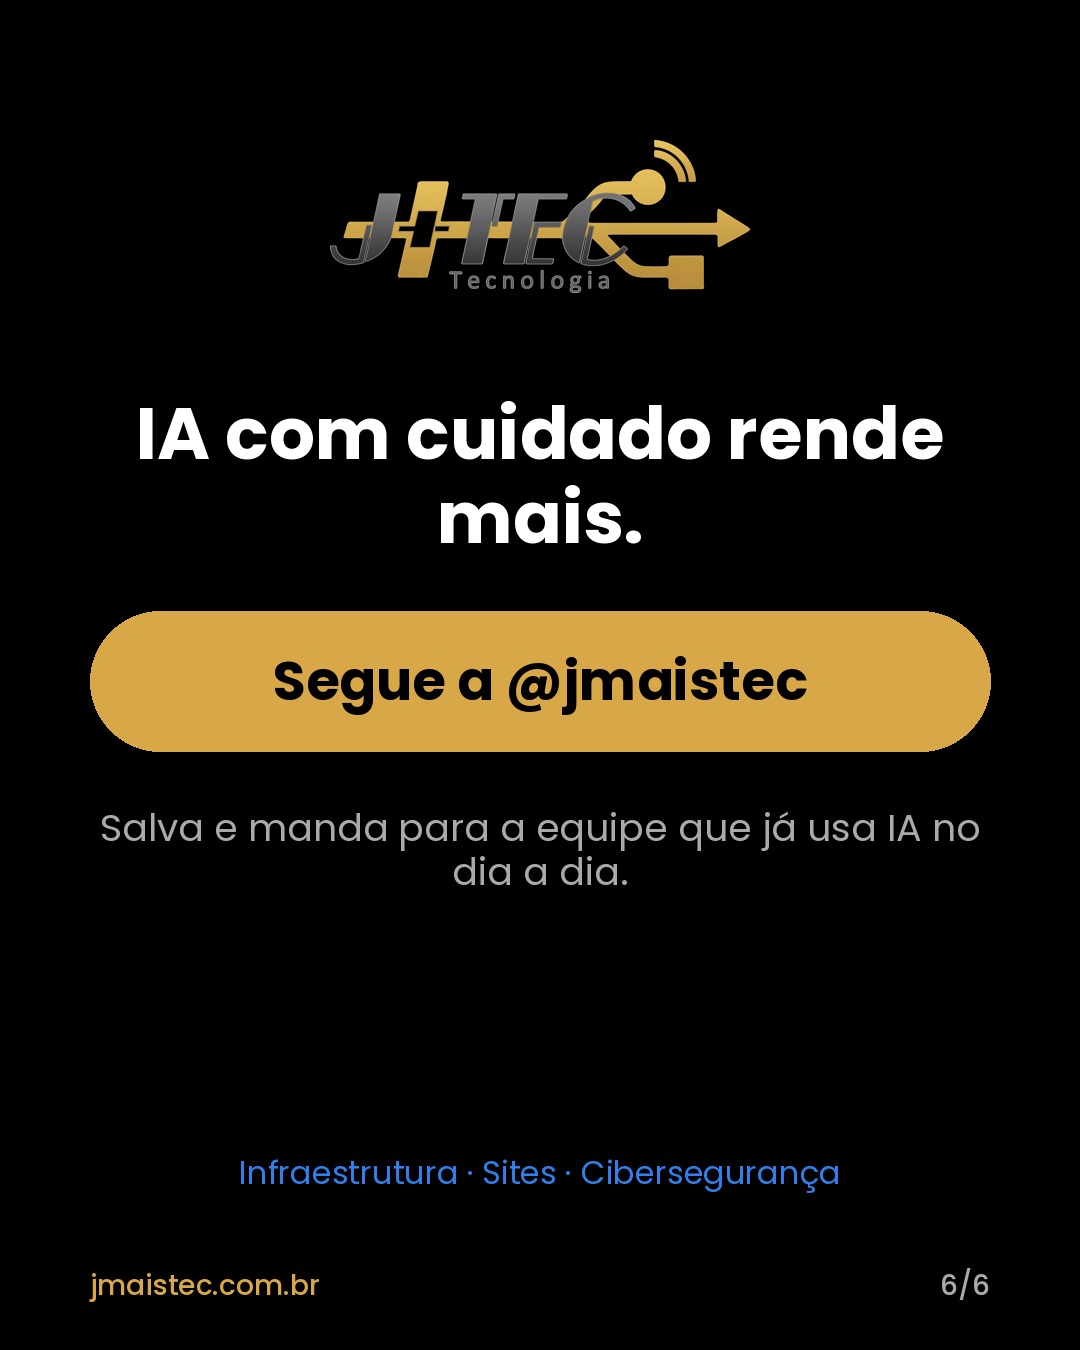 J+TEC
Tecnologia
IA com cuidado rende
mais.
Segue a @jmaistec
Salva e manda para a equipe que já usa IA no
dia a dia.
Infraestrutura · Sites · Cibersegurança
jmaistec.com.br
6/6